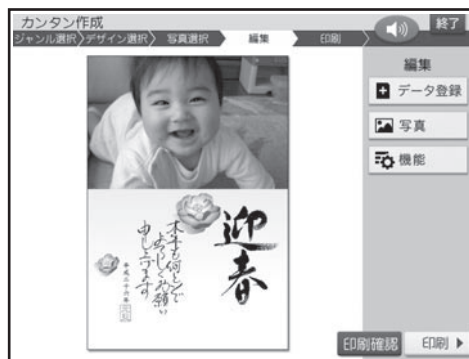 カンタン作成
終了
ジャンル選択 デザイン選択 写真選択 編集 印刷
編集
データ登録
写真
機能
迎春
本年も何とぞ
よろしくお願い
申し上げます
平成二十六年
印刷確認
印刷